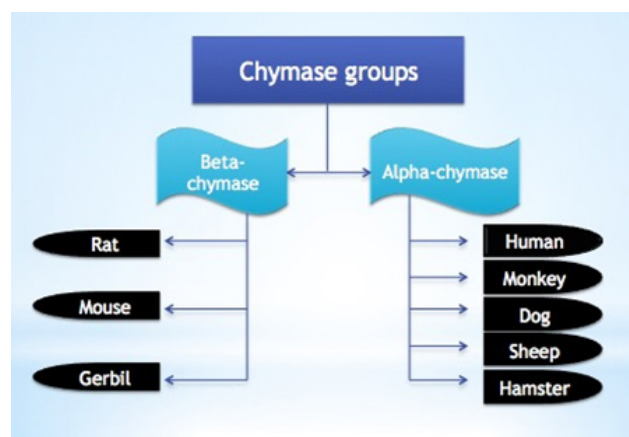 Chymase groups
Beta-
chymase
Alpha-chymase
Rat
Mouse
Gerbil
Human
Monkey
Dog
Sheep
Hamster